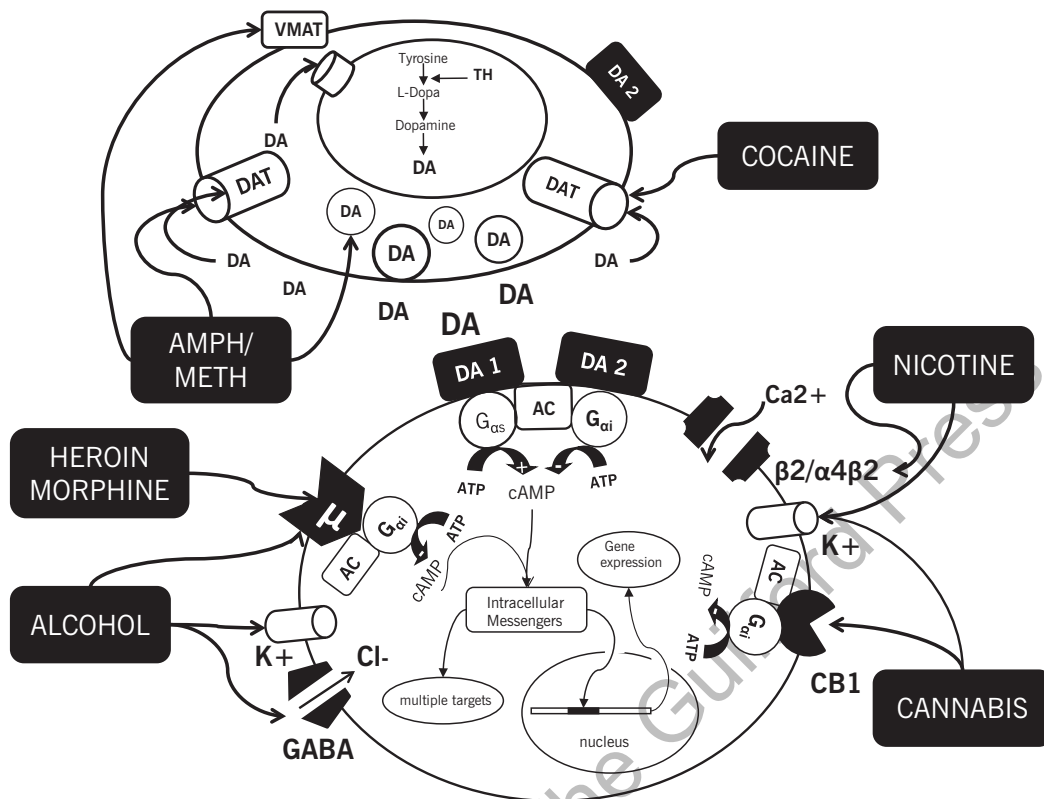 VMAT
Tyrosine
TH
L-Dopa
Dopamine
DA
DA
DA 2
COCAINE
DAT
DAT
DA
DA
DA
DA
DA
DA
DA
DA
DA
DA
AMPH/
METH
DA 1
DA 2
NICOTINE
Gαs
AC
Gαi
Ca2+
β2/α4β2
ATP
+
-
ATP
cAMP
HEROIN
MORPHINE
μ
Gαi
ATP
-
AC
cAMP
K+
Gene
expression
cAMP
AC
-
Gαi
ATP
ALCOHOL
Intracellular
Messengers
K+
Cl-
CB1
multiple targets
CANNABIS
GABA
nucleus
he Guilford Press